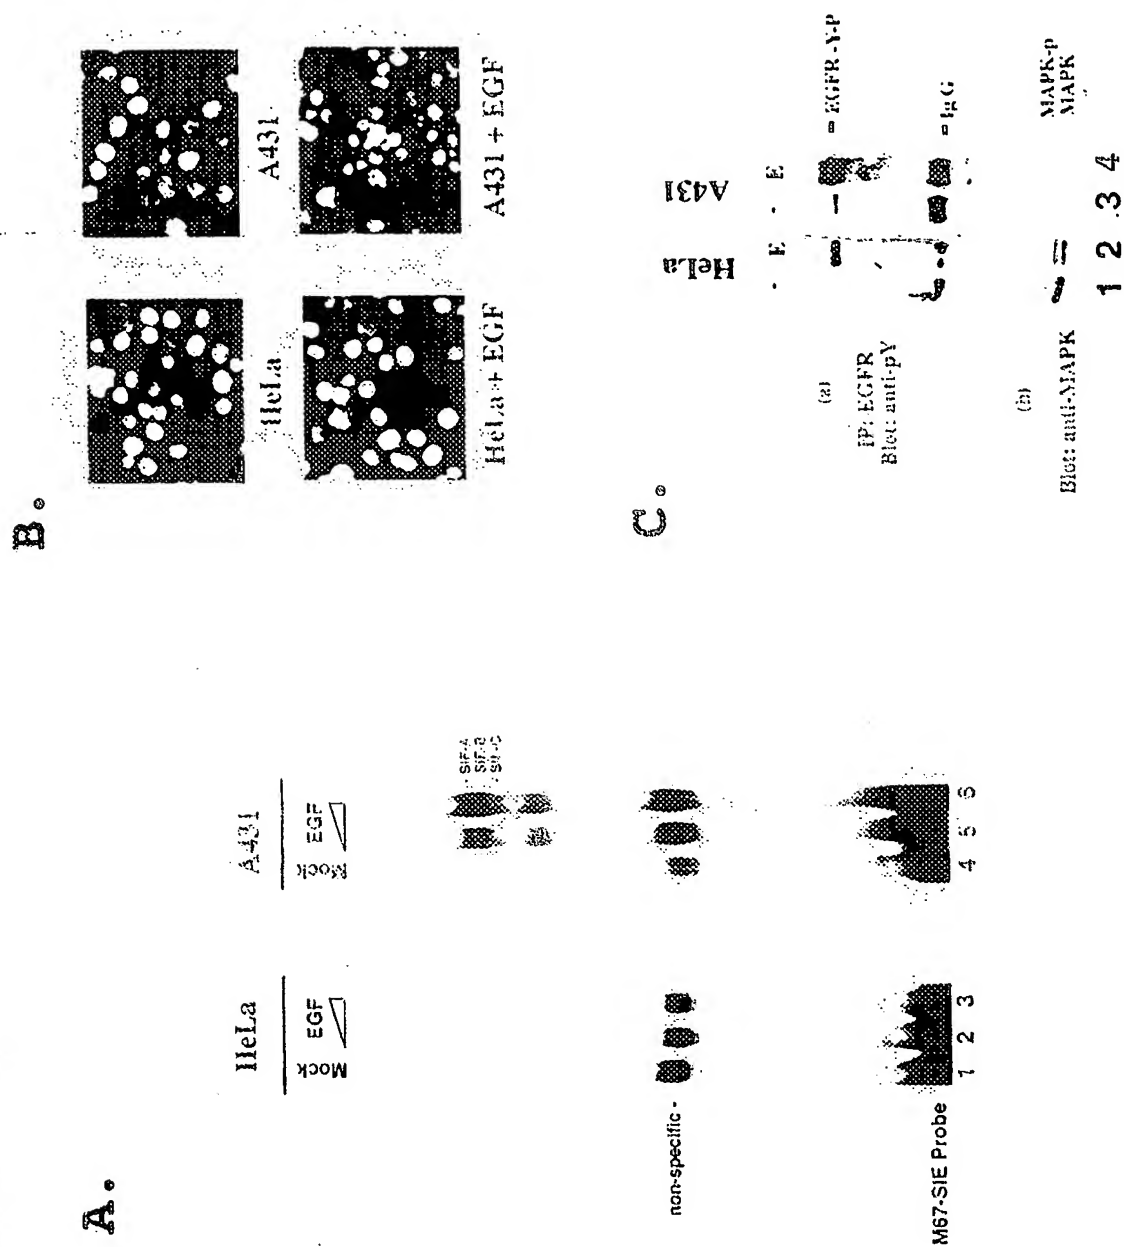 A.
HeLa
A431
Mock
EGF
Mock
EGF
- SIF-A
SIF-B
- SIF-C
non-specific -
M67-SIE Probe
1 2 3
4 5 6
B.
HeLa
A431
HeLa + EGF
A431 + EGF
C.
HeLa
A431
- E - E
(a)
IP: EGFR
Blot: anti-pY
EGFR-Y-P
IgG
(b)
Blot: anti-MAPK
MAPK-P
MAPK
1 2 3 4